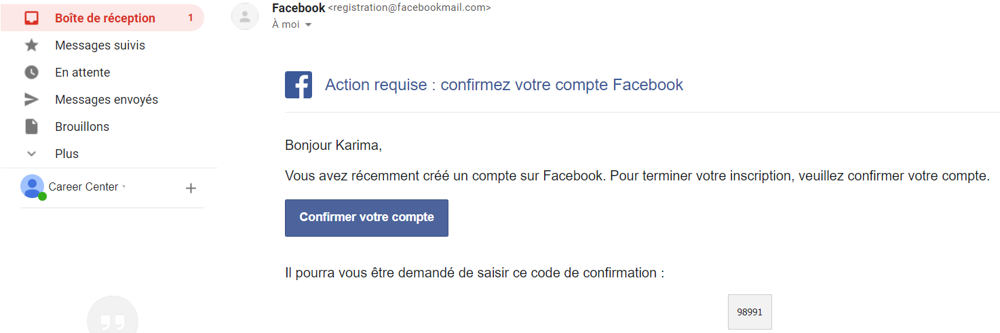 Boîte de réception 1
Messages suivis
En attente
Messages envoyés
Brouillons
Plus
Career Center
Facebook <registration@facebookmail.com>
À moi
Action requise : confirmez votre compte Facebook
Bonjour Karima,
Vous avez récemment créé un compte sur Facebook. Pour terminer votre inscription, veuillez confirmer votre compte.
Confirmer votre compte
Il pourra vous être demandé de saisir ce code de confirmation :
98991